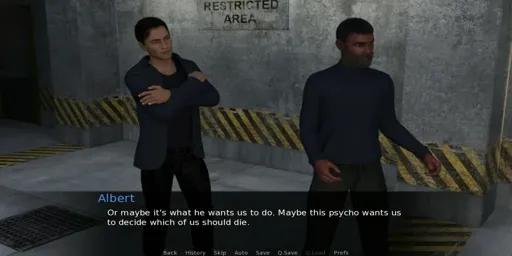 RESTRICTED
AREA
Albert
Or maybe it's what he wants us to do. Maybe this psycho wants us
to decide which of us should die.
Back History Skip Auto Save Q.Save Q.Load Prefs